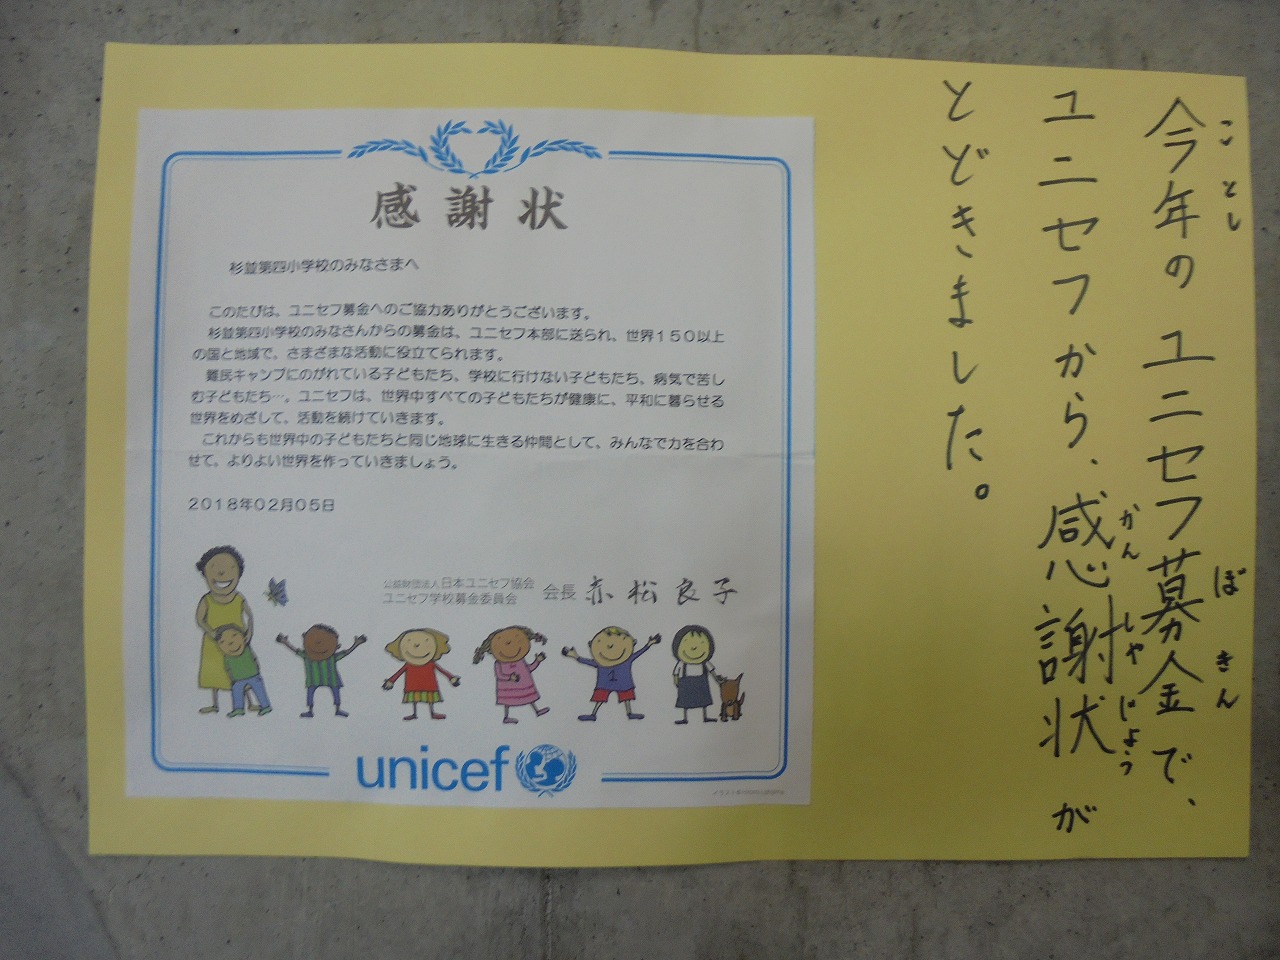 今年の ユニセフ募金で、
ことし ぼきん
ユニセフから、感謝状が
かんしゃじょう
とどきました。
感謝状
杉並第四小学校のみなさまへ
このたびは、ユニセフ募金へのご協力ありがとうございます。
杉並第四小学校のみなさんからの募金は、ユニセフ本部に送られ、世界150以上
の国と地域で、さまざまな活動に役立てられます。
難民キャンプにのがれている子どもたち、学校に行けない子どもたち、病気で苦し
む子どもたち…。ユニセフは、世界中すべての子どもたちが健康に、平和に暮らせる
世界をめざして、活動を続けていきます。
これからも世界中の子どもたちと同じ地球に生きる仲間として、みんなで力を合わ
せて、よりよい世界を作っていきましょう。
2018年02月05日
公益財団法人 日本ユニセフ協会
ユニセフ学校募金委員会 会長 赤松良子
1
unicef